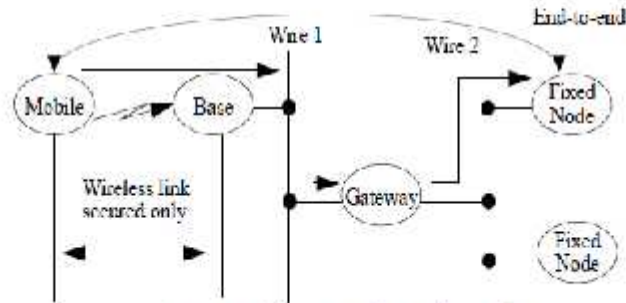 End-to-end
Wire 1
Wire 2
Mobile
Base
Fixed
Node
Wireless link
secured only
Gateway
Fixed
Node